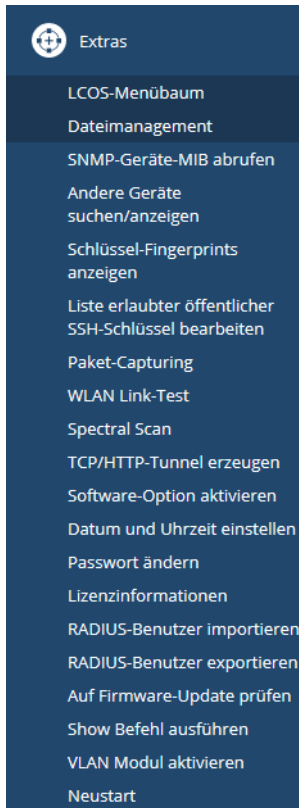 Extras
LCOS-Menübaum
Dateimanagement
SNMP-Geräte-MIB abrufen
Andere Geräte
suchen/anzeigen
Schlüssel-Fingerprints
anzeigen
Liste erlaubter öffentlicher
SSH-Schlüssel bearbeiten
Paket-Capturing
WLAN Link-Test
Spectral Scan
TCP/HTTP-Tunnel erzeugen
Software-Option aktivieren
Datum und Uhrzeit einstellen
Passwort ändern
Lizenzinformationen
RADIUS-Benutzer importieren
RADIUS-Benutzer exportieren
Auf Firmware-Update prüfen
Show Befehl ausführen
VLAN Modul aktivieren
Neustart